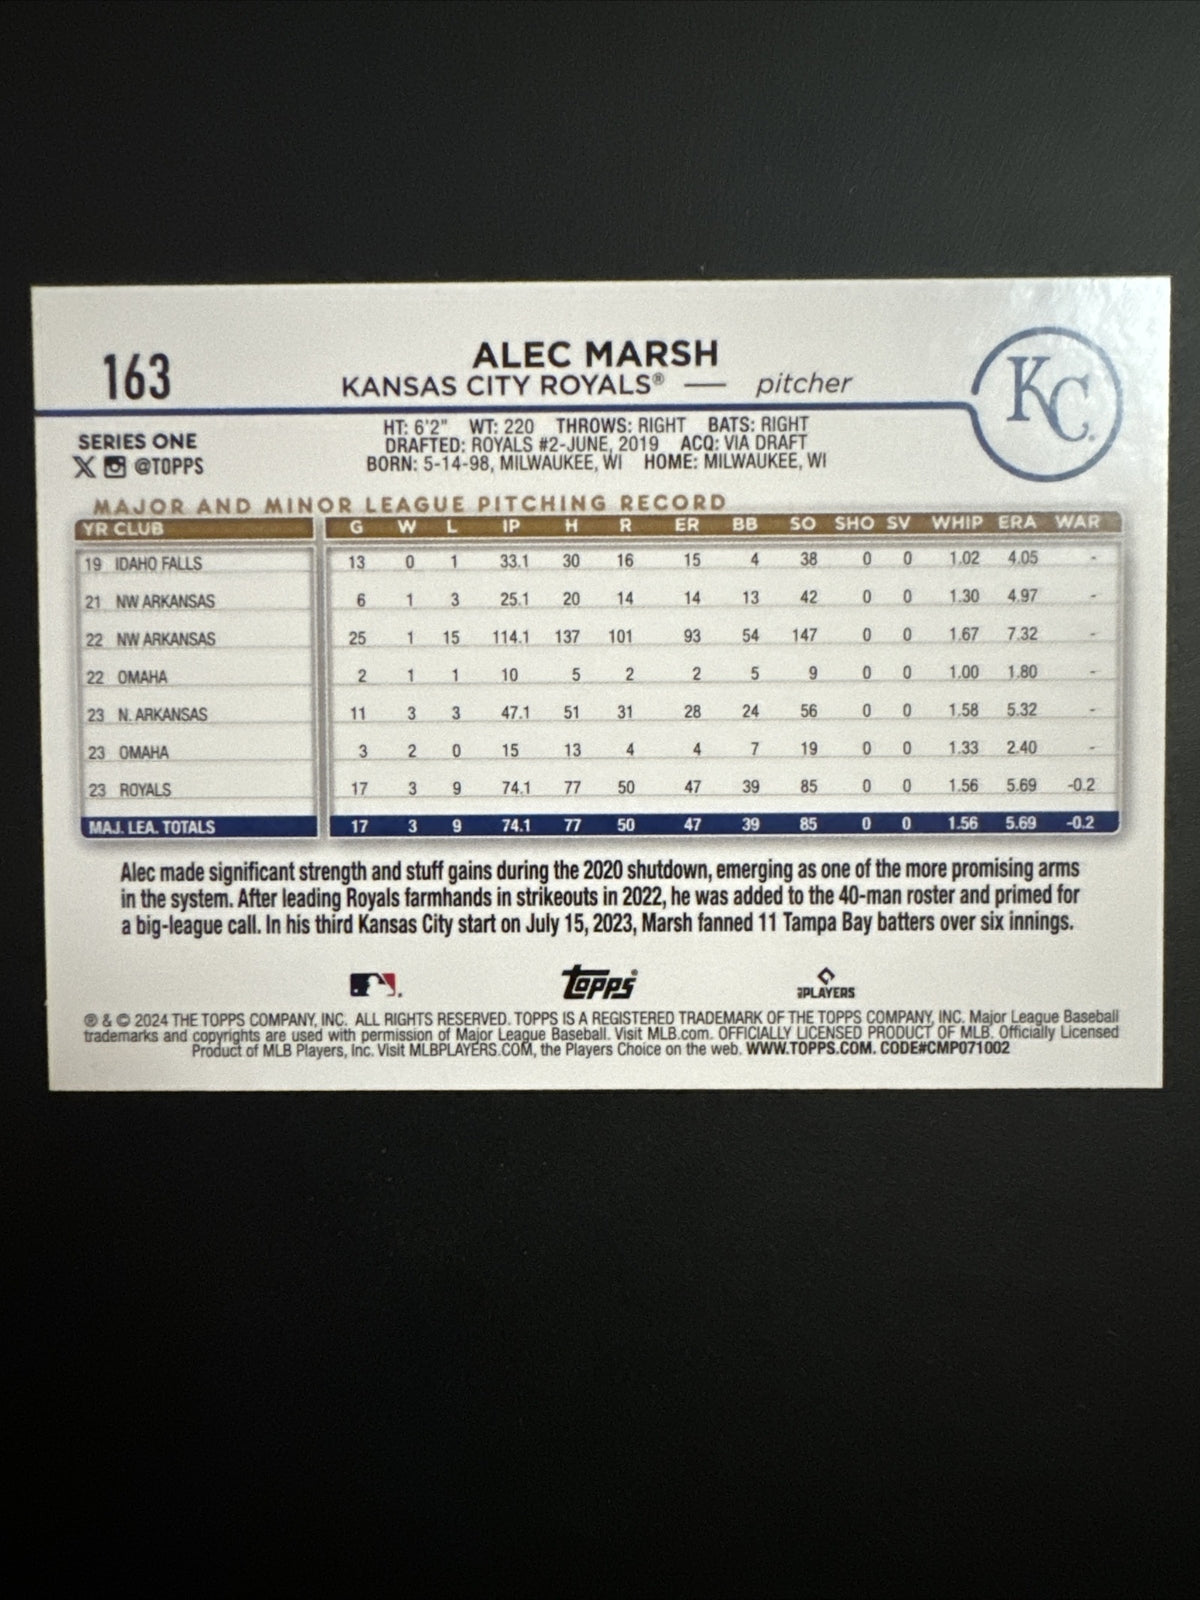 163
ALEC MARSH
KANSAS CITY ROYALS® — pitcher
KC
SERIES ONE
@TOPPS
HT: 6'2" WT: 220 THROWS: RIGHT BATS: RIGHT
DRAFTED: ROYALS #2-JUNE, 2019 ACQ: VIA DRAFT
BORN: 5-14-98, MILWAUKEE, WI HOME: MILWAUKEE, WI
MAJOR AND MINOR LEAGUE PITCHING RECORD
YR CLUB G W L IP H R ER BB SO SHO SV WHIP ERA WAR
19 IDAHO FALLS 13 0 1 33.1 30 16 15 4 38 0 0 1.02 4.05 -
21 NW ARKANSAS 6 1 3 25.1 20 14 14 13 42 0 0 1.30 4.97 -
22 NW ARKANSAS 25 1 15 114.1 137 101 93 54 147 0 0 1.67 7.32 -
22 OMAHA 2 1 1 10 5 2 2 5 9 0 0 1.00 1.80 -
23 N. ARKANSAS 11 3 3 47.1 51 31 28 24 56 0 0 1.58 5.32 -
23 OMAHA 3 2 0 15 13 4 4 7 19 0 0 1.33 2.40 -
23 ROYALS 17 3 9 74.1 77 50 47 39 85 0 0 1.56 5.69 -0.2
MAJ. LEA. TOTALS 17 3 9 74.1 77 50 47 39 85 0 0 1.56 5.69 -0.2
Alec made significant strength and stuff gains during the 2020 shutdown, emerging as one of the more promising arms
in the system. After leading Royals farmhands in strikeouts in 2022, he was added to the 40-man roster and primed for
a big-league call. In his third Kansas City start on July 15, 2023, Marsh fanned 11 Tampa Bay batters over six innings.
Topps® MLB PLAYERS
® & © 2024 THE TOPPS COMPANY, INC. ALL RIGHTS RESERVED. TOPPS IS A REGISTERED TRADEMARK OF THE TOPPS COMPANY, INC. Major League Baseball
trademarks and copyrights are used with permission of Major League Baseball. Visit MLB.com. OFFICIALLY LICENSED PRODUCT OF MLB. Officially Licensed
Product of MLB Players, Inc. Visit MLBPLAYERS.COM, the Players Choice on the web. WWW.TOPPS.COM. CODE#CMP071002